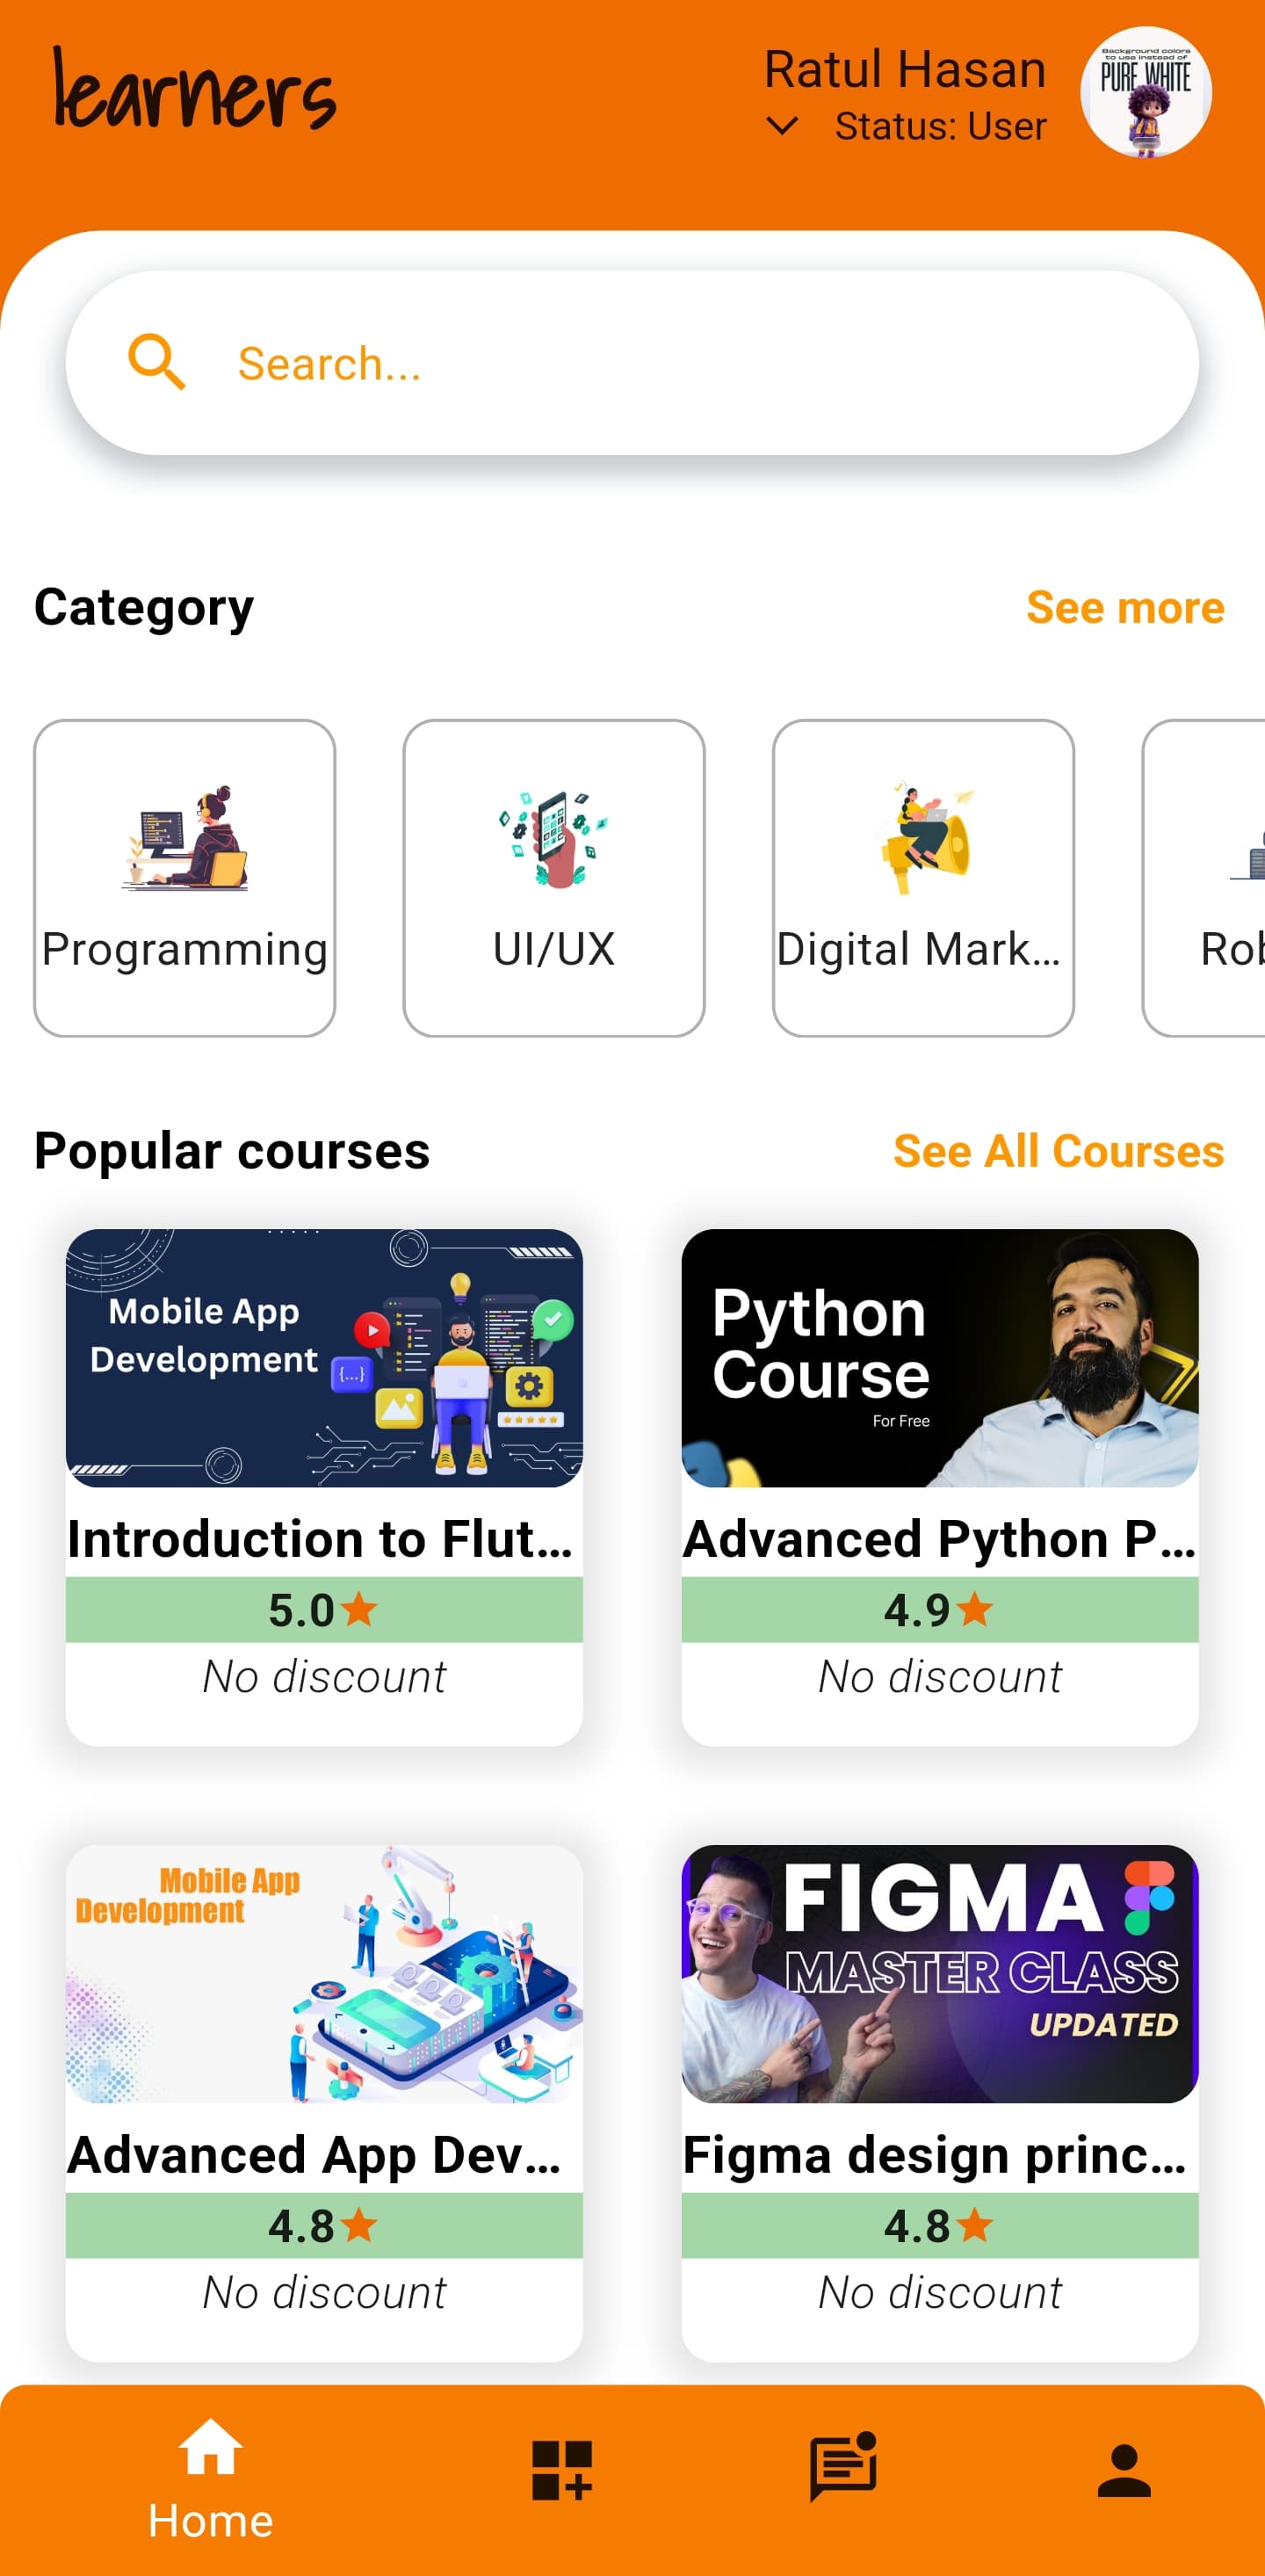 learners
Ratul Hasan
Status: User
Background colors
to use instead of
PURE WHITE
Search...
Category
See more
Programming
UI/UX
Digital Mark...
Rob
Popular courses
See All Courses
Mobile App
Development
{...}
Python
Course
For Free
Introduction to Flut...
Advanced Python P...
5.0
4.9
No discount
No discount
Mobile App
Development
FIGMA
MASTER CLASS
UPDATED
Advanced App Dev...
Figma design princ...
4.8
4.8
No discount
No discount
Home